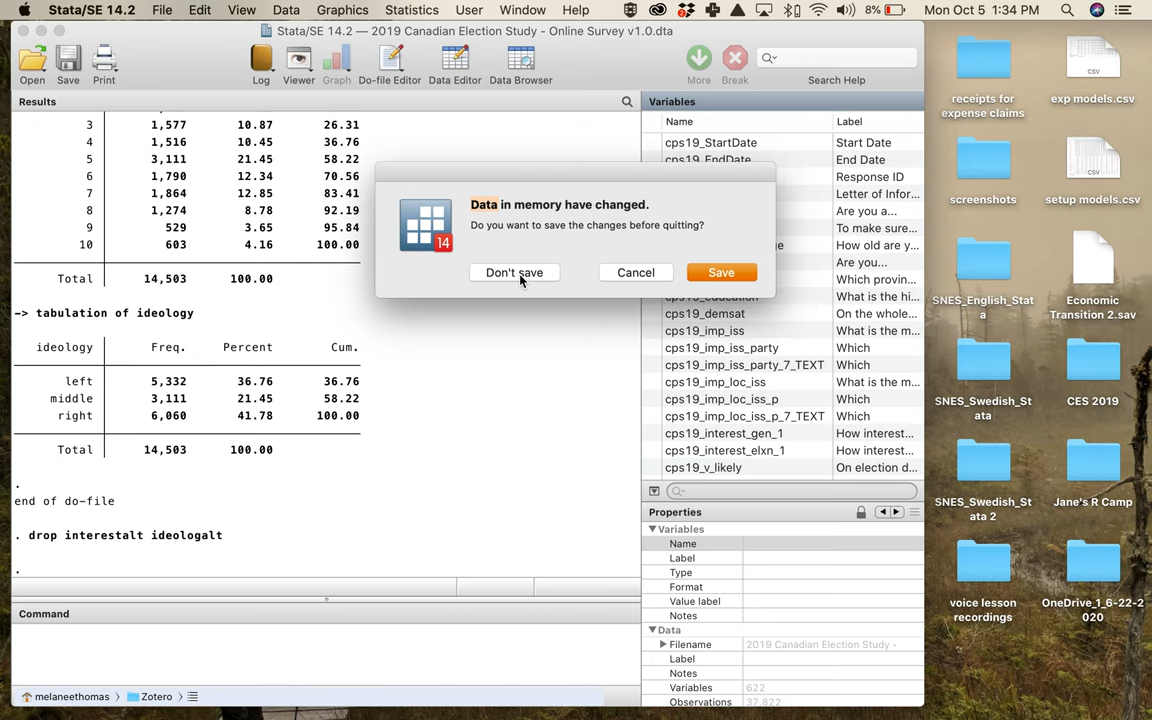 Stata/SE 14.2 File Edit View Data Graphics Statistics User Window Help 8% Mon Oct 5 1:34 PM
Stata/SE 14.2 — 2019 Canadian Election Study - Online Survey v1.0.dta
Open Save Print Log Viewer Graph Do-file Editor Data Editor Data Browser More Break Search Help
Results
3 1,577 10.87 26.31
4 1,516 10.45 36.76
5 3,111 21.45 58.22
6 1,790 12.34 70.56
7 1,864 12.85 83.41
8 1,274 8.78 92.19
9 529 3.65 95.84
10 603 4.16 100.00
Total 14,503 100.00
-> tabulation of ideology
ideology Freq. Percent Cum.
left 5,332 36.76 36.76
middle 3,111 21.45 58.22
right 6,060 41.78 100.00
Total 14,503 100.00
.
end of do-file
. drop interestalt ideologalt
.
Command
melaneethomas > Zotero >
Data in memory have changed.
Do you want to save the changes before quitting?
14
Don't save Cancel Save
Variables
Name Label
cps19_StartDate Start Date
cps19_EndDate End Date
Response ID
Letter of Infor...
Are you a...
To make sure...
How old are y...
Are you...
Which provin...
cps19_education What is the hi...
cps19_demsat On the whole...
cps19_imp_iss What is the m...
cps19_imp_iss_party Which
cps19_imp_iss_party_7_TEXT Which
cps19_imp_loc_iss What is the m...
cps19_imp_loc_iss_p Which
cps19_imp_loc_iss_p_7_TEXT Which
cps19_interest_gen_1 How interest...
cps19_interest_elxn_1 How interest...
cps19_v_likely On election d...
Properties
Variables
Name
Label
Type
Format
Value label
Notes
Data
Filename 2019 Canadian Election Study -
Label
Notes
Variables 622
Observations 37,822
receipts for
expense claims
CSV
exp models.csv
screenshots
CSV
setup models.csv
SNES_English_Stat
a
Economic
Transition 2.sav
SNES_Swedish_St
ata
CES 2019
SNES_Swedish_St
ata 2
Jane's R Camp
voice lesson
recordings
OneDrive_1_6-22-2
020